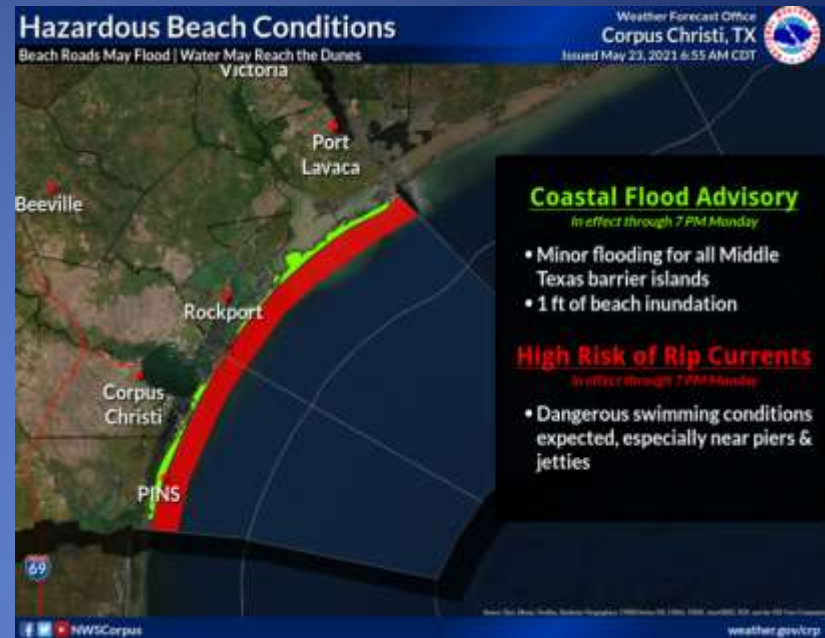 Hazardous Beach Conditions
Beach Roads May Flood | Water May Reach the Dunes
Weather Forecast Office
Corpus Christi, TX
Issued May 23, 2021 6:55 AM CDT
Victoria
Port
Lavaca
Beeville
Rockport
Corpus
Christi
PINS
69
Coastal Flood Advisory
In effect through 7 PM Monday
• Minor flooding for all Middle
Texas barrier islands
• 1 ft of beach inundation
High Risk of Rip Currents
In effect through 7 PM Monday
• Dangerous swimming conditions
expected, especially near piers &
jetties
NWSCorpus
weather.gov/crp